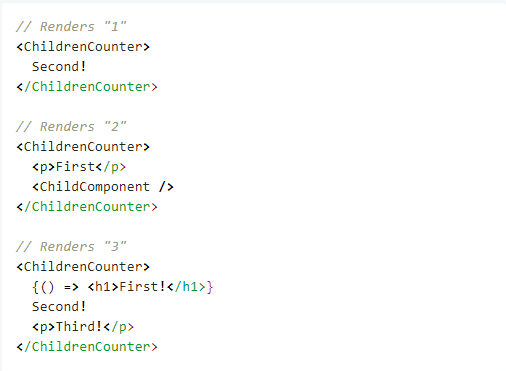 // Renders "1"
<ChildrenCounter>
  Second!
</ChildrenCounter>

// Renders "2"
<ChildrenCounter>
  <p>First</p>
  <ChildComponent />
</ChildrenCounter>

// Renders "3"
<ChildrenCounter>
  {() => <h1>First!</h1>}
  Second!
  <p>Third!</p>
</ChildrenCounter>